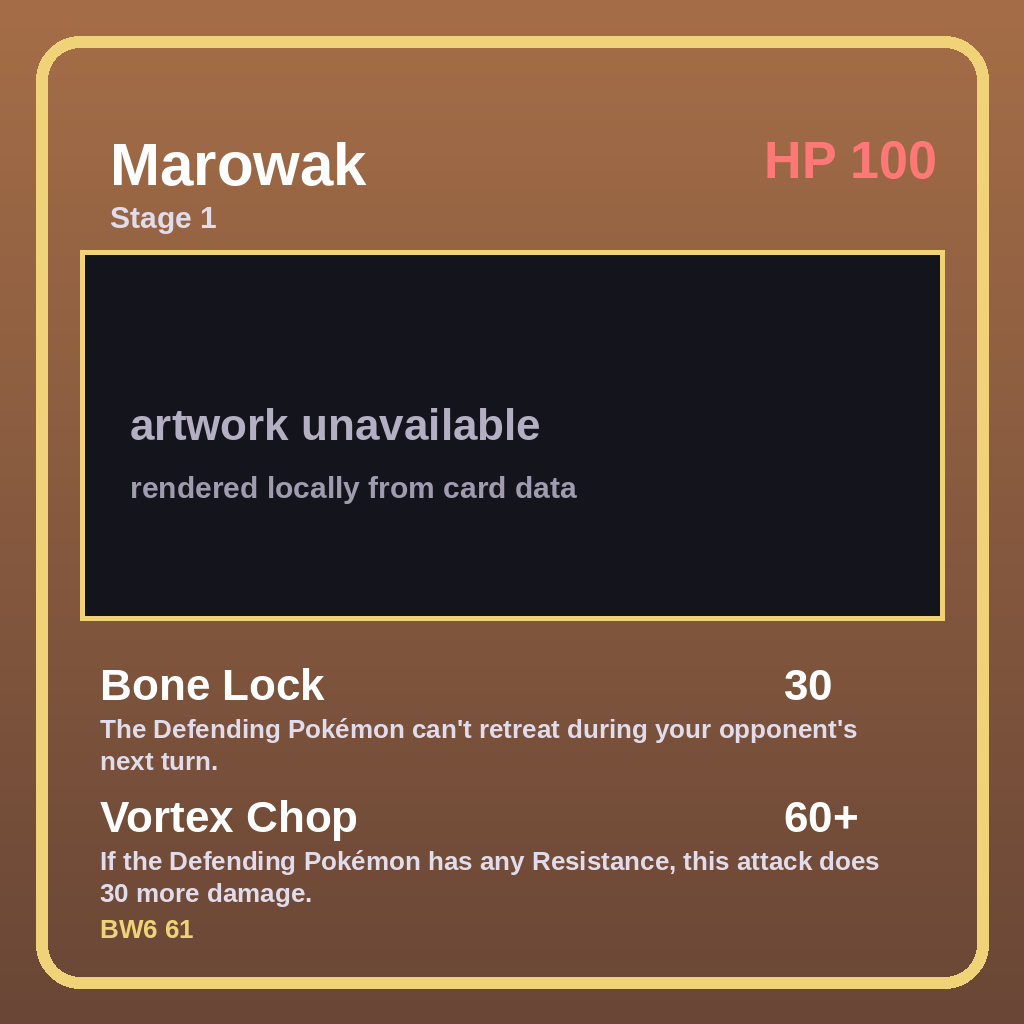 Marowak
HP 100
Stage 1
artwork unavailable
rendered locally from card data
Bone Lock 30
The Defending Pokémon can't retreat during your opponent's
next turn.
Vortex Chop 60+
If the Defending Pokémon has any Resistance, this attack does
30 more damage.
BW6 61